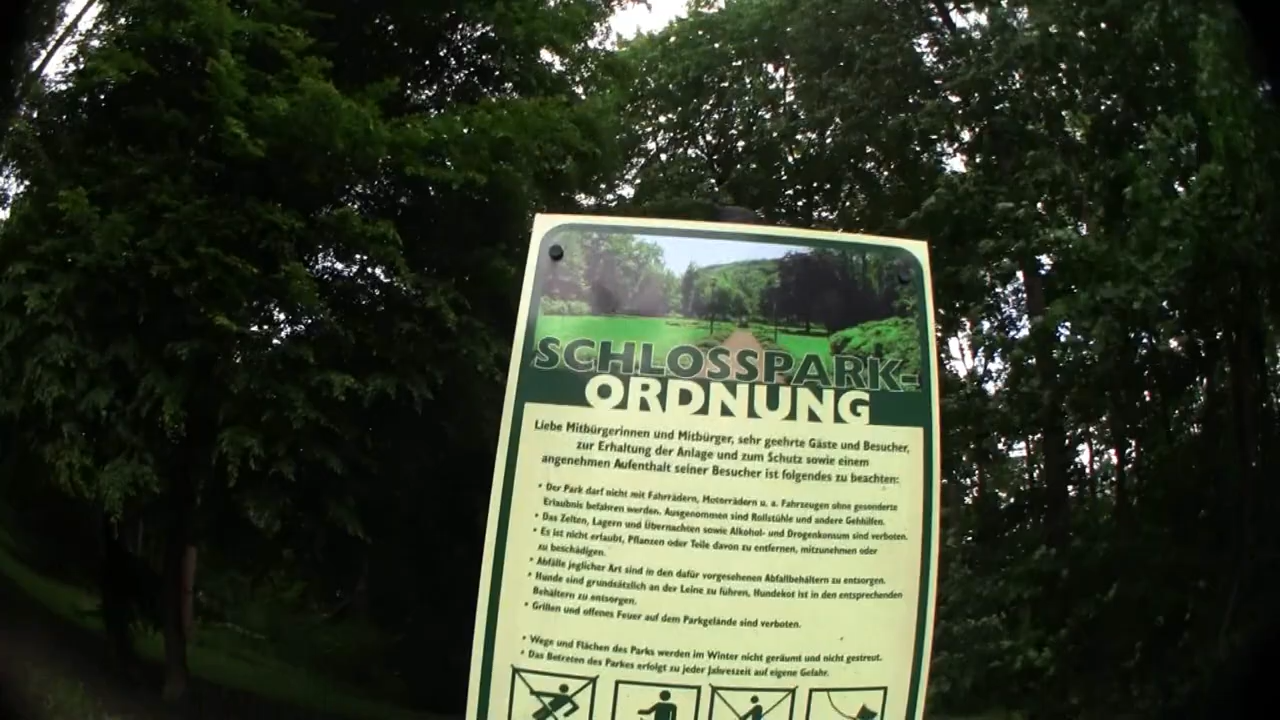 SCHLOSSPARK-
ORDNUNG
Liebe Mitbürgerinnen und Mitbürger, sehr geehrte Gäste und Besucher,
zur Erhaltung der Anlage und zum Schutz sowie einem
angenehmen Aufenthalt seiner Besucher ist folgendes zu beachten:
• Der Park darf nicht mit Fahrrädern, Motorrädern u. a. Fahrzeugen ohne gesonderte
Erlaubnis befahren werden. Ausgenommen sind Rollstühle und andere Gehhilfen.
• Das Zelten, Lagern und Übernachten sowie Alkohol- und Drogenkonsum sind verboten.
• Es ist nicht erlaubt, Pflanzen oder Teile davon zu entfernen, mitzunehmen oder
zu beschädigen.
• Abfälle jeglicher Art sind in den dafür vorgesehenen Abfallbehältern zu entsorgen.
• Hunde sind grundsätzlich an der Leine zu führen, Hundekot ist in den entsprechenden
Behältern zu entsorgen.
• Grillen und offenes Feuer auf dem Parkgelände sind verboten.
• Wege und Flächen des Parks werden im Winter nicht geräumt und nicht gestreut.
• Das Betreten des Parkes erfolgt zu jeder Jahreszeit auf eigene Gefahr.